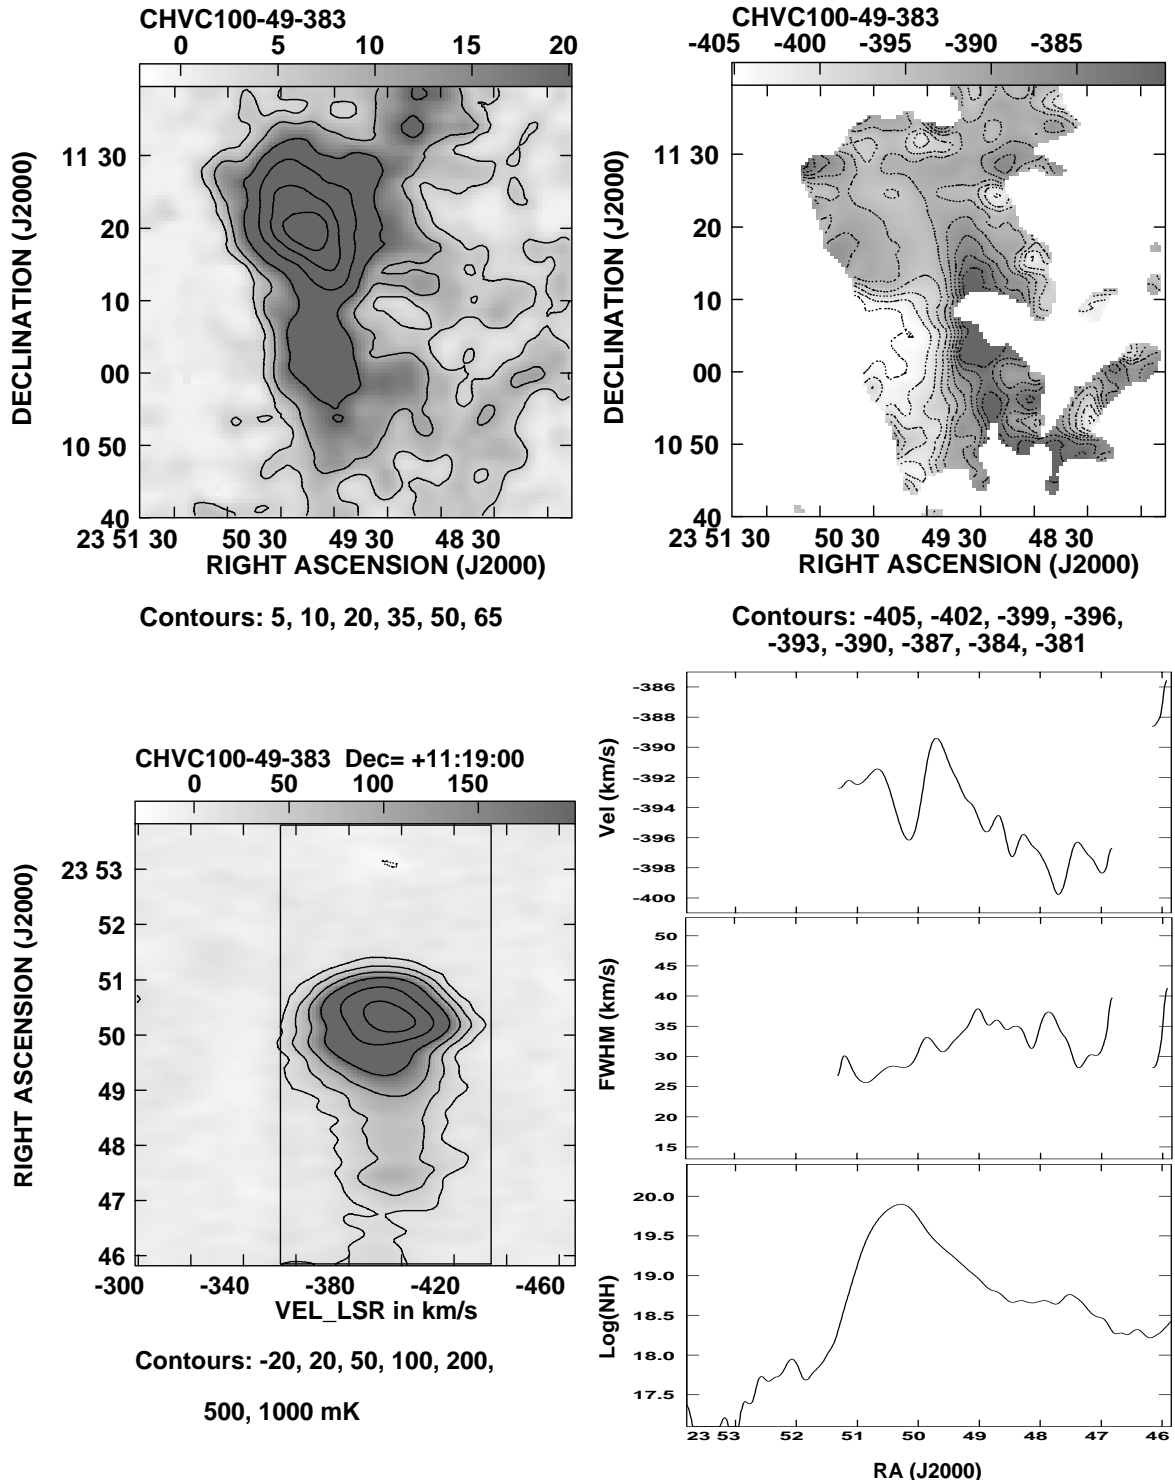 CHVC100-49-383
0 5 10 15 20
DECLINATION (J2000)
11 30
20
10
00
10 50
40
23 51 30 50 30 49 30 48 30
RIGHT ASCENSION (J2000)
Contours: 5, 10, 20, 35, 50, 65
CHVC100-49-383
-405 -400 -395 -390 -385
DECLINATION (J2000)
11 30
20
10
00
10 50
40
23 51 30 50 30 49 30 48 30
RIGHT ASCENSION (J2000)
Contours: -405, -402, -399, -396,
-393, -390, -387, -384, -381
CHVC100-49-383 Dec= +11:19:00
0 50 100 150
RIGHT ASCENSION (J2000)
23 53
52
51
50
49
48
47
46
-300 -340 -380 -420 -460
VEL_LSR in km/s
Contours: -20, 20, 50, 100, 200,
500, 1000 mK
Vel (km/s)
-386
-388
-390
-392
-394
-396
-398
-400
FWHM (km/s)
50
45
40
35
30
25
20
15
Log(NH)
20.0
19.5
19.0
18.5
18.0
17.5
23 53 52 51 50 49 48 47 46
RA (J2000)